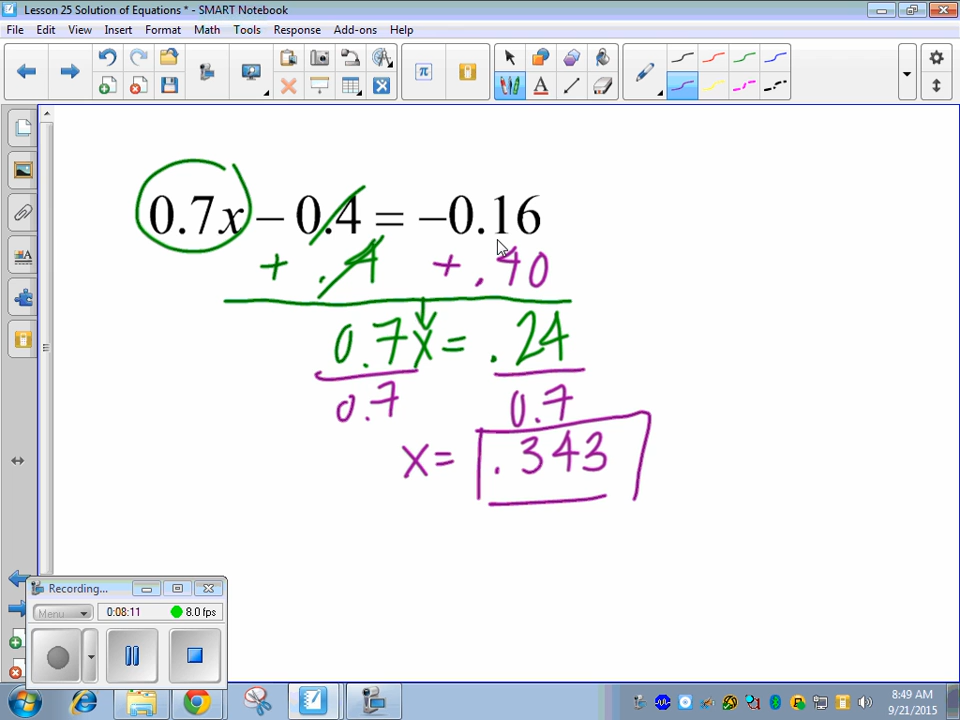 Lesson 25 Solution of Equations * - SMART Notebook
File Edit View Insert Format Math Tools Response Add-ons Help
0.7x – 0.4 = –0.16
+ .4 + .40
0.7x = .24
0.7 0.7
x = .343
Recording...
Menu 0:08:11 8.0 fps
8:49 AM
9/21/2015